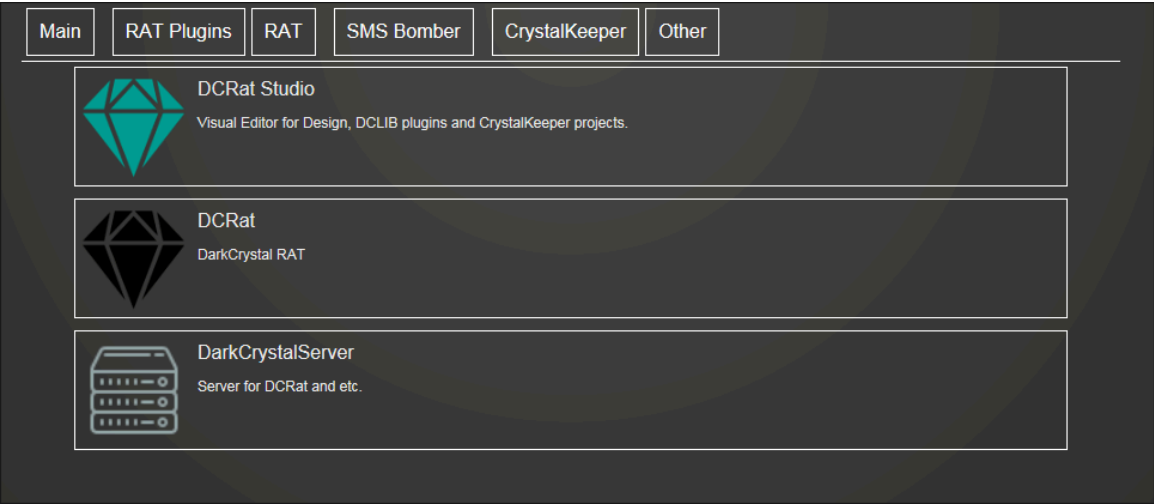 Main RAT Plugins RAT SMS Bomber CrystalKeeper Other
DCRat Studio
Visual Editor for Design, DCLIB plugins and CrystalKeeper projects.
DCRat
DarkCrystal RAT
DarkCrystalServer
Server for DCRat and etc.